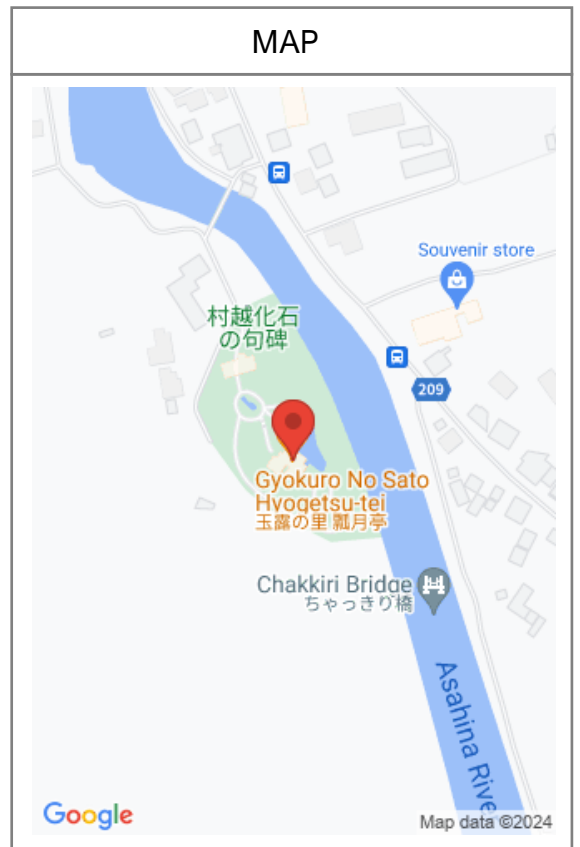 MAP
Souvenir store
村越化石
の句碑
209
Gyokuro No Sato
Hyogetsu-tei
玉露の里 瓢月亭
Chakkiri Bridge
ちゃっきり橋
Asahina River
Google
Map data ©2024